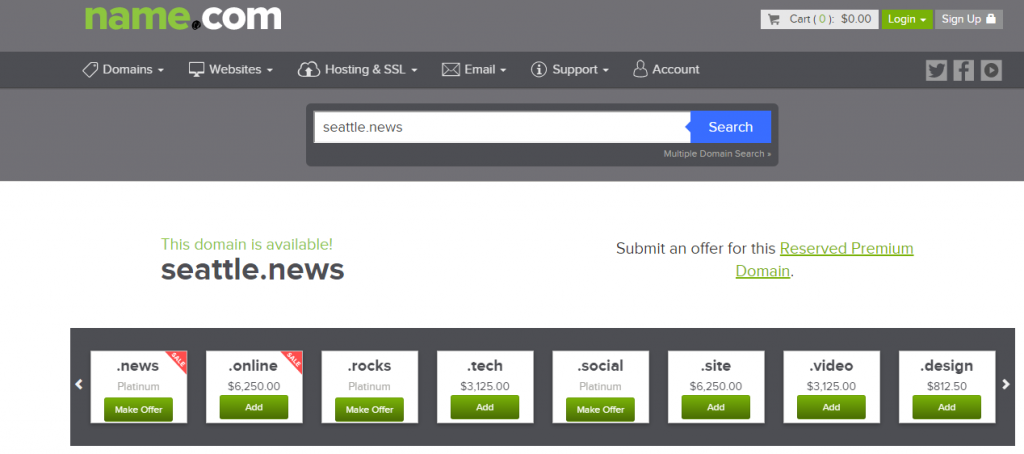 name.com
Cart ( 0 ): $0.00 Login Sign Up
Domains Websites Hosting & SSL Email Support Account
seattle.news Search
Multiple Domain Search »
This domain is available!
seattle.news
Submit an offer for this Reserved Premium
Domain.
.news .online .rocks .tech .social .site .video .design
SALE SALE
Platinum $6,250.00 Platinum $3,125.00 Platinum $6,250.00 $3,125.00 $812.50
Make Offer Add Make Offer Add Make Offer Add Add Add